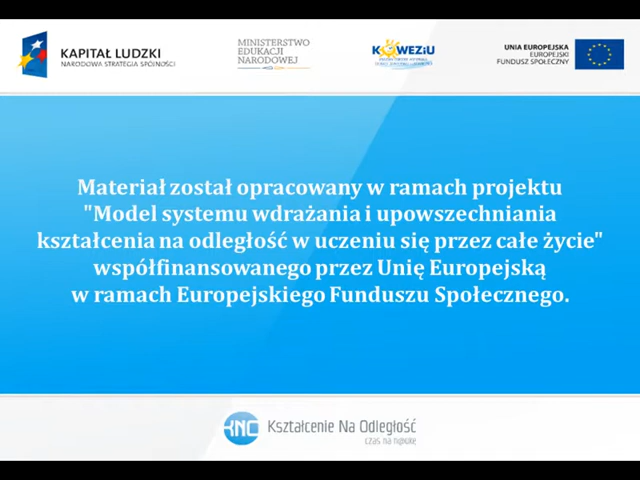 KAPITAŁ LUDZKI
NARODOWA STRATEGIA SPÓJNOŚCI
MINISTERSTWO
EDUKACJI
NARODOWEJ
KOWEZiU
UNIA EUROPEJSKA
EUROPEJSKI
FUNDUSZ SPOŁECZNY
Materiał został opracowany w ramach projektu
"Model systemu wdrażania i upowszechniania
kształcenia na odległość w uczeniu się przez całe życie"
współfinansowanego przez Unię Europejską
w ramach Europejskiego Funduszu Społecznego.
KNO Kształcenie Na Odległość
czas na naukę